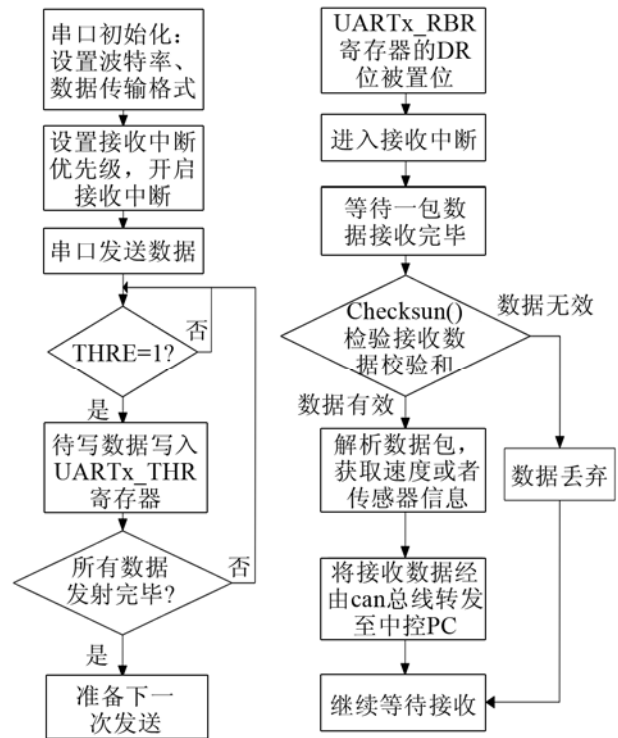 串口初始化：
设置波特率、
数据传输格式
设置接收中断
优先级，开启
接收中断
串口发送数据
否
THRE=1?
是
待写数据写入
UARTx_THR
寄存器
所有数据
发射完毕?
否
是
准备下一
次发送
UARTx_RBR
寄存器的DR
位被置位
进入接收中断
等待一包数
据接收完毕
Checksun()
检验接收数
据校验和
数据无效
数据有效
解析数据包，
获取速度或者
传感器信息
数据丢弃
将接收数据经
由can总线转发
至中控PC
继续等待接收